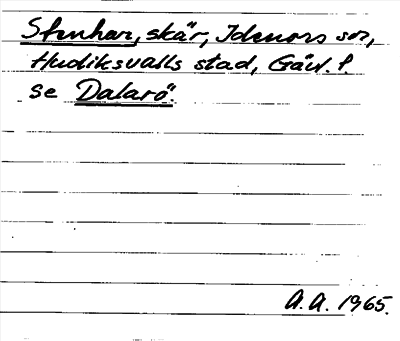 Stenhar, skär, Idenors sn,
Hudiksvalls stad, Gävl. l.
se Dalarö.
A.A. 1965.